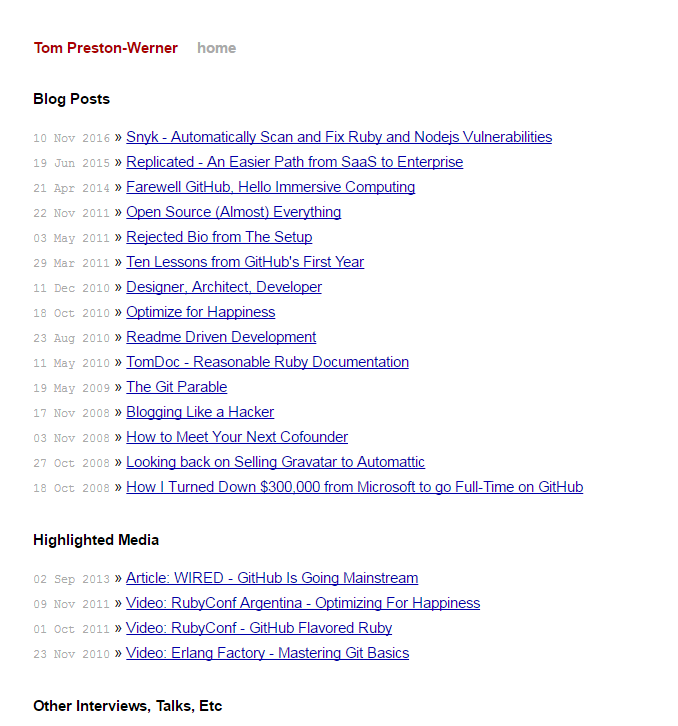 Tom Preston-Werner home
Blog Posts
10 Nov 2016 » Snyk - Automatically Scan and Fix Ruby and Nodejs Vulnerabilities
19 Jun 2015 » Replicated - An Easier Path from SaaS to Enterprise
21 Apr 2014 » Farewell GitHub, Hello Immersive Computing
22 Nov 2011 » Open Source (Almost) Everything
03 May 2011 » Rejected Bio from The Setup
29 Mar 2011 » Ten Lessons from GitHub's First Year
11 Dec 2010 » Designer, Architect, Developer
18 Oct 2010 » Optimize for Happiness
23 Aug 2010 » Readme Driven Development
11 May 2010 » TomDoc - Reasonable Ruby Documentation
19 May 2009 » The Git Parable
17 Nov 2008 » Blogging Like a Hacker
03 Nov 2008 » How to Meet Your Next Cofounder
27 Oct 2008 » Looking back on Selling Gravatar to Automattic
18 Oct 2008 » How I Turned Down $300,000 from Microsoft to go Full-Time on GitHub
Highlighted Media
02 Sep 2013 » Article: WIRED - GitHub Is Going Mainstream
09 Nov 2011 » Video: RubyConf Argentina - Optimizing For Happiness
01 Oct 2011 » Video: RubyConf - GitHub Flavored Ruby
23 Nov 2010 » Video: Erlang Factory - Mastering Git Basics
Other Interviews, Talks, Etc